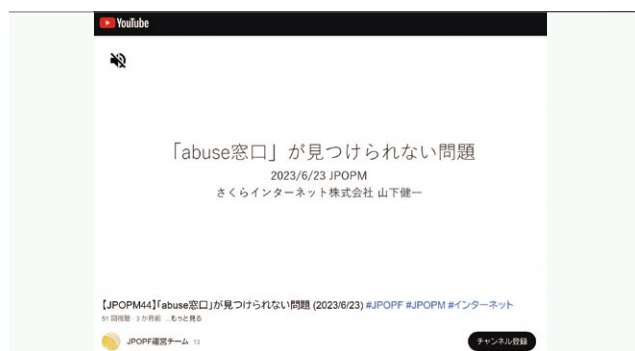 YouTube
「abuse窓口」が見つけられない問題
2023/6/23 JPOPM
さくらインターネット株式会社 山下健一
【JPOPM44】「abuse窓口」が見つけられない問題 (2023/6/23) #JPOPF #JPOPM #インターネット
51 回視聴 3 か月前 ...もっと見る
JPOPF運営チーム 13
チャンネル登録